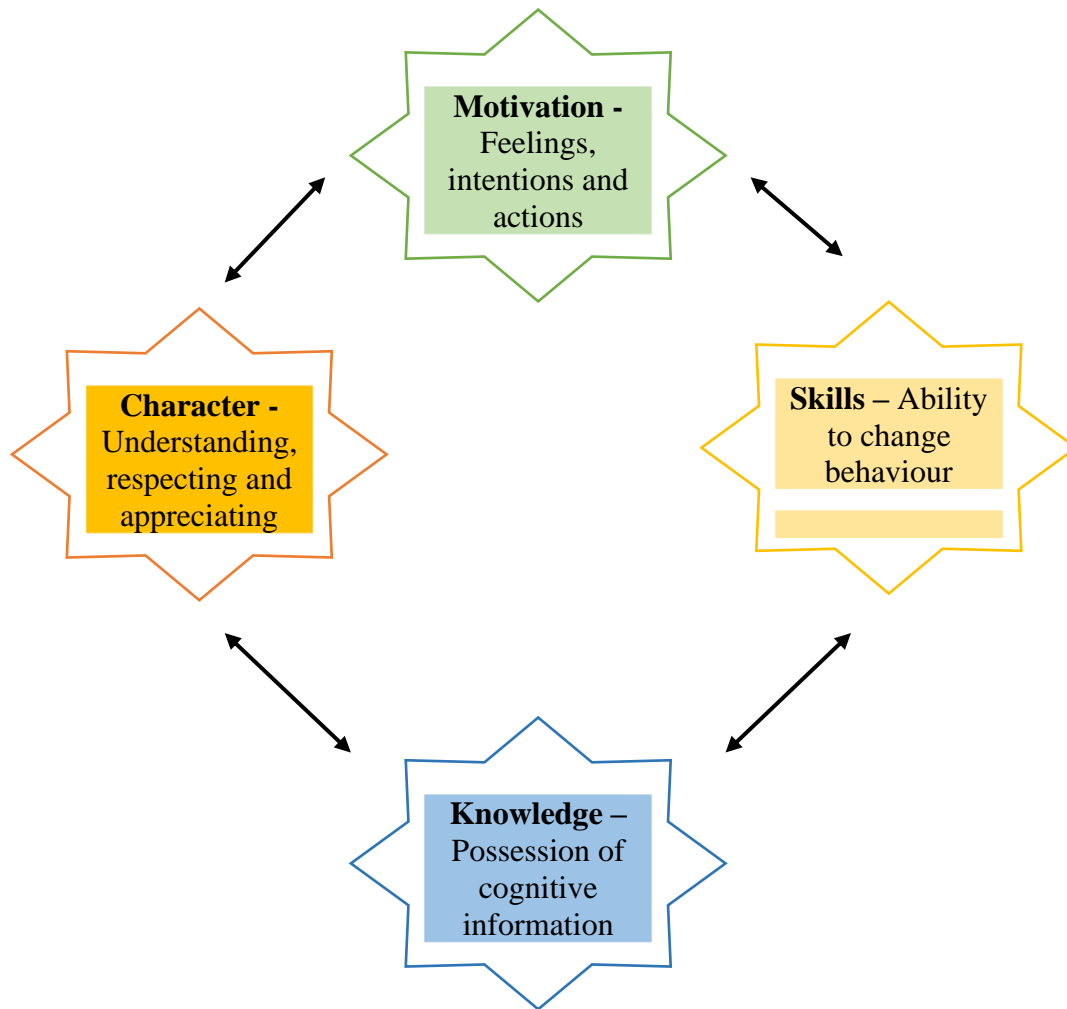 Motivation -
Feelings,
intentions and
actions
Character -
Understanding,
respecting and
appreciating
Skills – Ability
to change
behaviour
Knowledge –
Possession of
cognitive
information